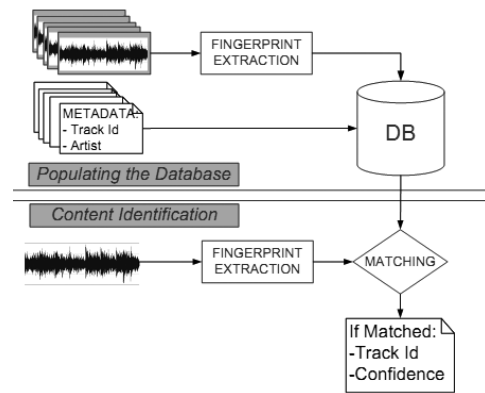 FINGERPRINT
EXTRACTION
METADATA:
- Track Id
- Artist
DB
Populating the Database
Content Identification
FINGERPRINT
EXTRACTION
MATCHING
If Matched:
-Track Id
-Confidence